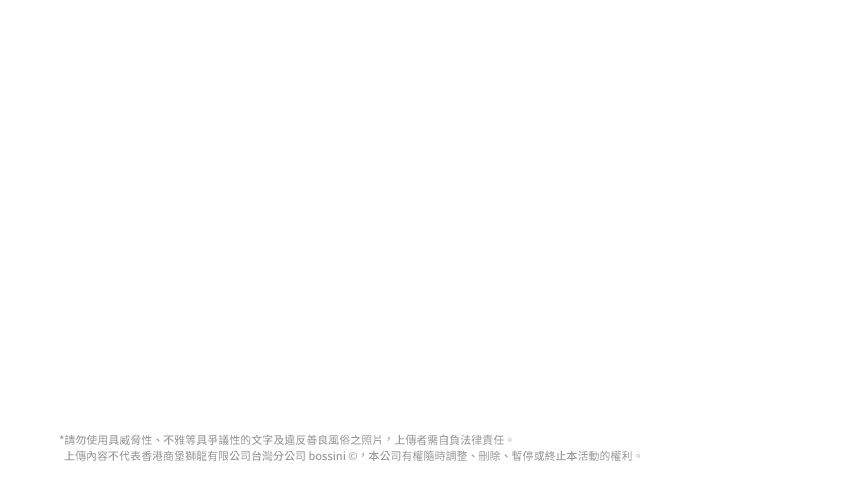 *請勿使用具威脅性、不雅等具爭議性的文字及違反善良風俗之照片，上傳者需自負法律責任。
上傳內容不代表香港商堡獅龍有限公司台灣分公司 bossini ©，本公司有權隨時調整、刪除、暫停或終止本活動的權利。